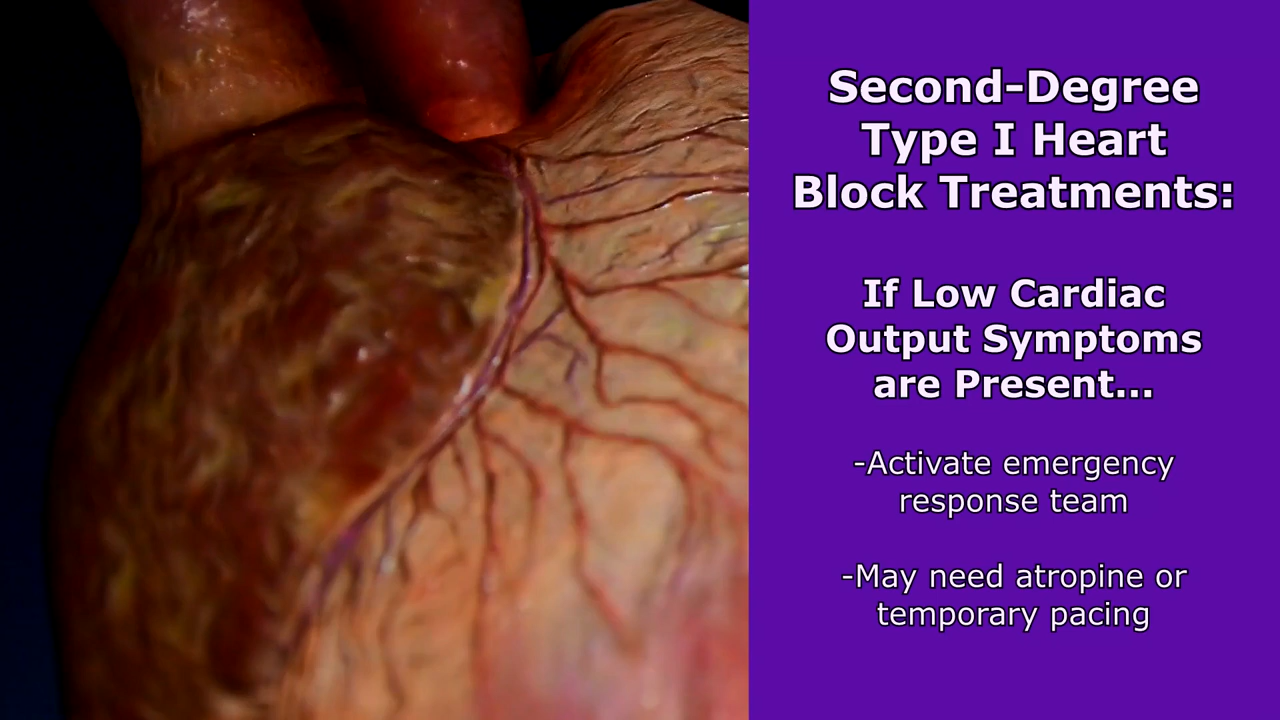 Second-Degree
Type I Heart
Block Treatments:
If Low Cardiac
Output Symptoms
are Present...
-Activate emergency
response team
-May need atropine or
temporary pacing